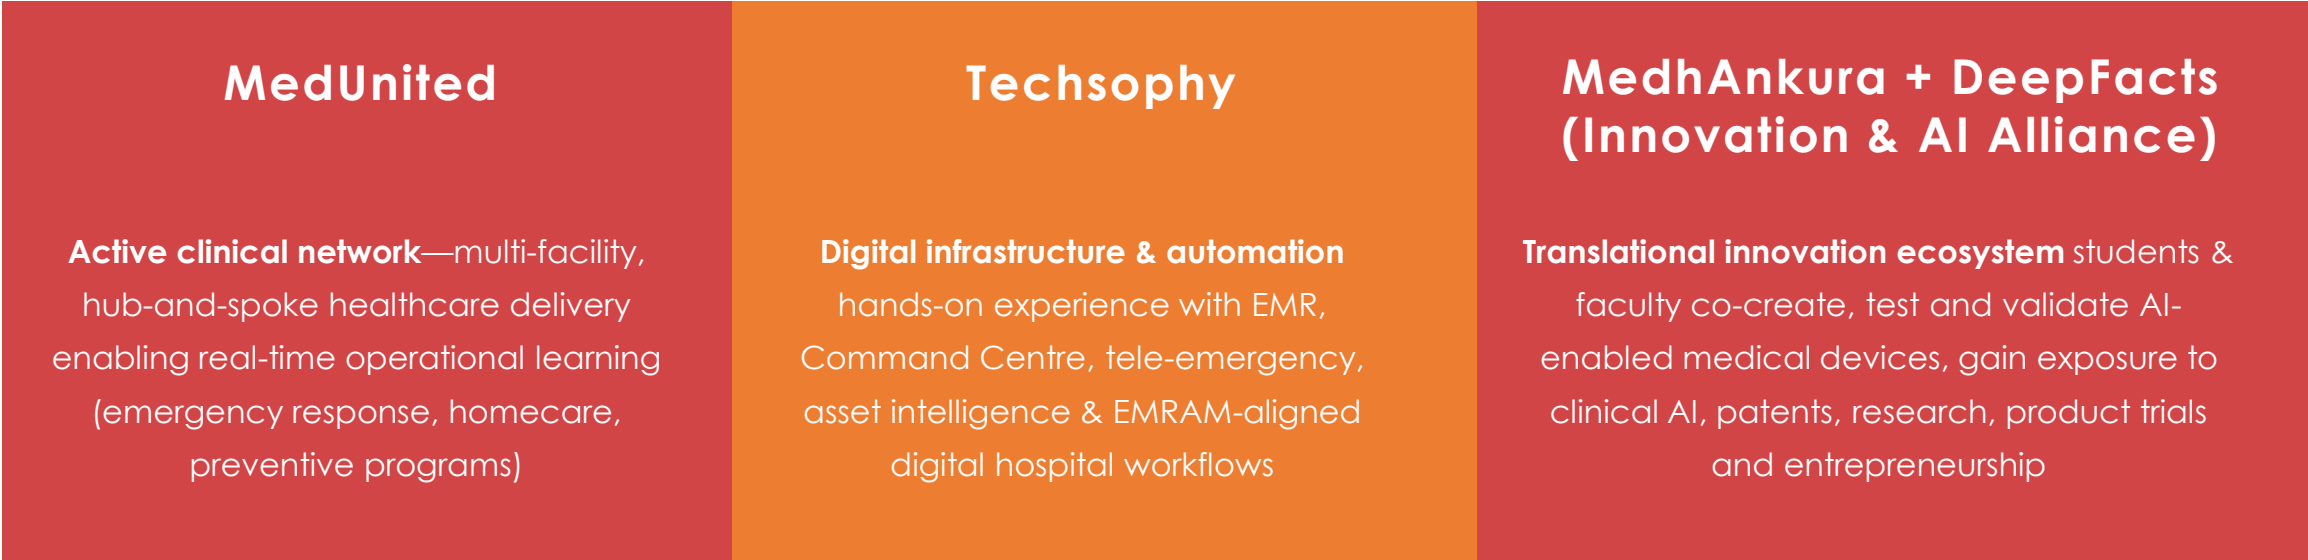 MedUnited
Active clinical network—multi-facility,
hub-and-spoke healthcare delivery
enabling real-time operational learning
(emergency response, homecare,
preventive programs)
Techsophy
Digital infrastructure & automation
hands-on experience with EMR,
Command Centre, tele-emergency,
asset intelligence & EMRAM-aligned
digital hospital workflows
MedhAnkura + DeepFacts
(Innovation & AI Alliance)
Translational innovation ecosystem students &
faculty co-create, test and validate AI-
enabled medical devices, gain exposure to
clinical AI, patents, research, product trials
and entrepreneurship